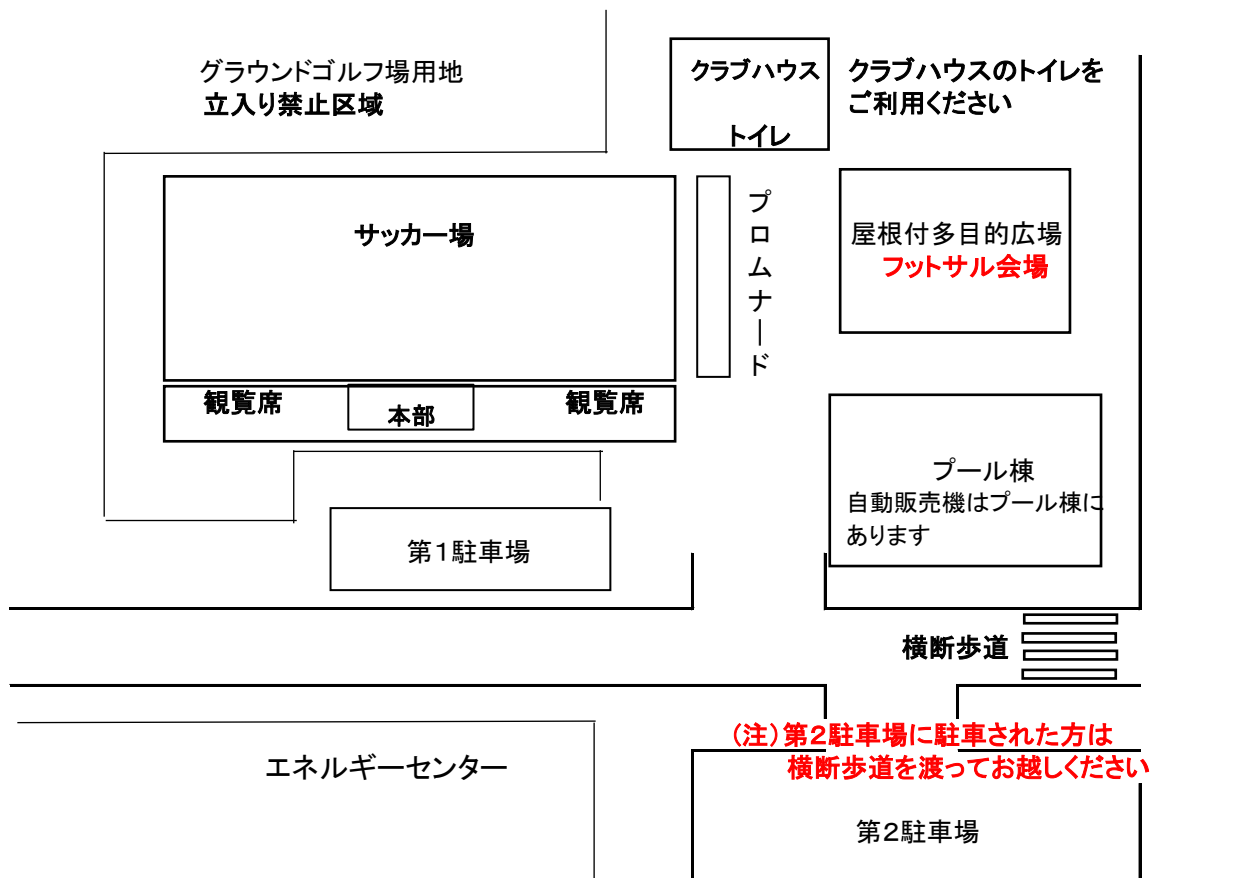 グラウンドゴルフ場用地
立入り禁止区域
クラブハウス
トイレ
クラブハウスのトイレを
ご利用ください
サッカー場
プロムナード
屋根付多目的広場
フットサル会場
観覧席
本部
観覧席
プール棟
自動販売機はプール棟に
あります
第1駐車場
横断歩道
(注)第2駐車場に駐車された方は
横断歩道を渡ってお越しください
エネルギーセンター
第2駐車場